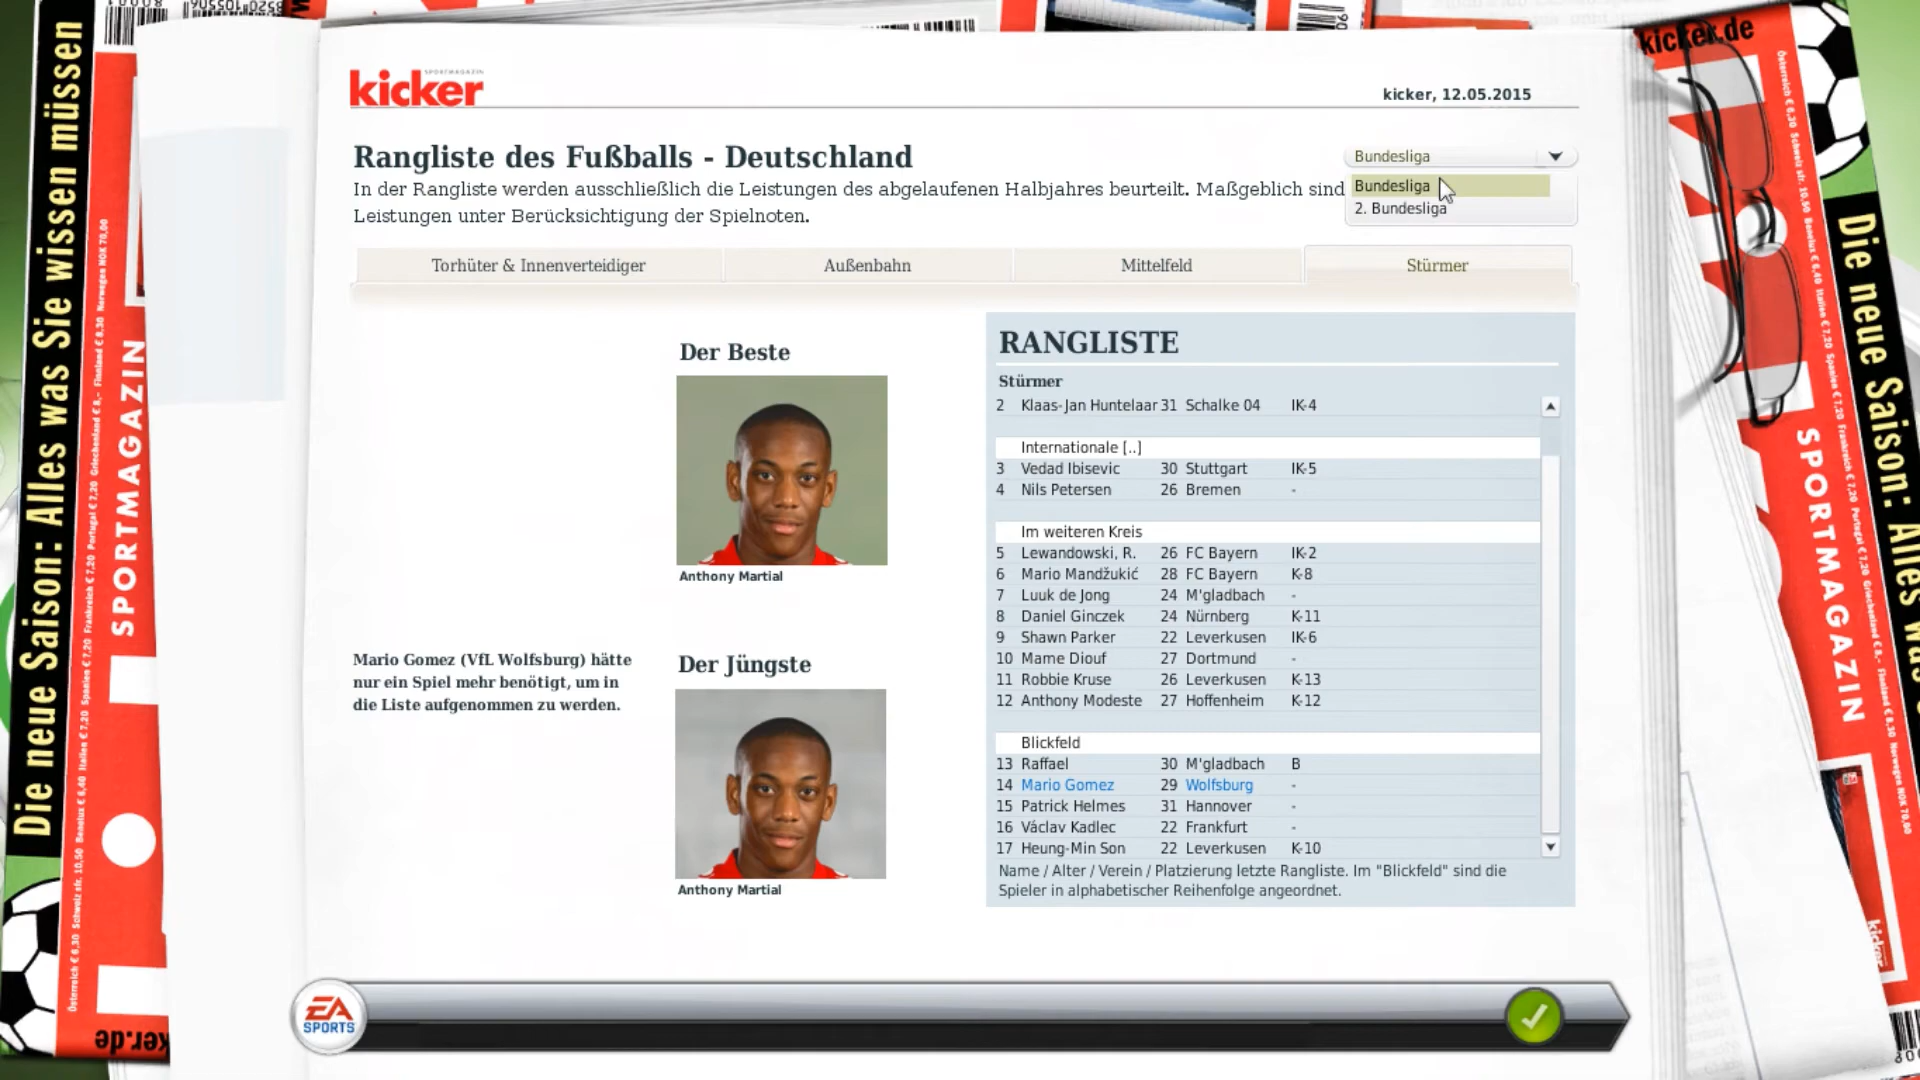 Die neue Saison: Alles was Sie wissen müssen
SPORTMAGAZIN
kicker.de
SPORTMAGAZIN
kicker
kicker, 12.05.2015
Rangliste des Fußballs - Deutschland
In der Rangliste werden ausschließlich die Leistungen des abgelaufenen Halbjahres beurteilt. Maßgeblich sind
Leistungen unter Berücksichtigung der Spielnoten.
Bundesliga
Bundesliga
2. Bundesliga
Torhüter & Innenverteidiger Außenbahn Mittelfeld Stürmer
Der Beste
Anthony Martial
Mario Gomez (VfL Wolfsburg) hätte
nur ein Spiel mehr benötigt, um in
die Liste aufgenommen zu werden.
Der Jüngste
Anthony Martial
RANGLISTE
Stürmer
2 Klaas-Jan Huntelaar 31 Schalke 04 IK-4
Internationale [..]
3 Vedad Ibisevic 30 Stuttgart IK-5
4 Nils Petersen 26 Bremen -
Im weiteren Kreis
5 Lewandowski, R. 26 FC Bayern IK-2
6 Mario Mandžukić 28 FC Bayern K-8
7 Luuk de Jong 24 M'gladbach -
8 Daniel Ginczek 24 Nürnberg K-11
9 Shawn Parker 22 Leverkusen IK-6
10 Mame Diouf 27 Dortmund -
11 Robbie Kruse 26 Leverkusen K-13
12 Anthony Modeste 27 Hoffenheim K-12
Blickfeld
13 Raffael 30 M'gladbach B
14 Mario Gomez 29 Wolfsburg -
15 Patrick Helmes 31 Hannover -
16 Václav Kadlec 22 Frankfurt -
17 Heung-Min Son 22 Leverkusen K-10
Name / Alter / Verein / Platzierung letzte Rangliste. Im "Blickfeld" sind die
Spieler in alphabetischer Reihenfolge angeordnet.
EA
SPORTS
kicker.de
Die neue Saison: Alles was
SPORTMAGAZIN
kicker